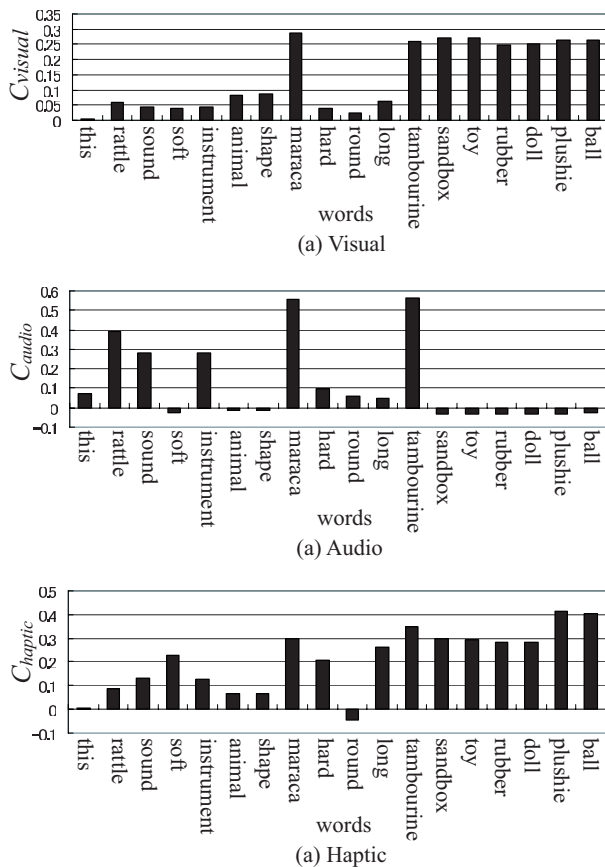 0.35
0.3
0.25
0.2
0.15
0.1
0.05
0
Cvisual
this rattle sound soft instrument animal shape maraca hard round long tambourine sandbox toy rubber doll plushie ball
words
(a) Visual
0.6
0.5
0.4
0.3
0.2
0.1
0
-0.1
Caudio
this rattle sound soft instrument animal shape maraca hard round long tambourine sandbox toy rubber doll plushie ball
words
(a) Audio
0.5
0.4
0.3
0.2
0.1
0
-0.1
Chaptic
this rattle sound soft instrument animal shape maraca hard round long tambourine sandbox toy rubber doll plushie ball
words
(a) Haptic